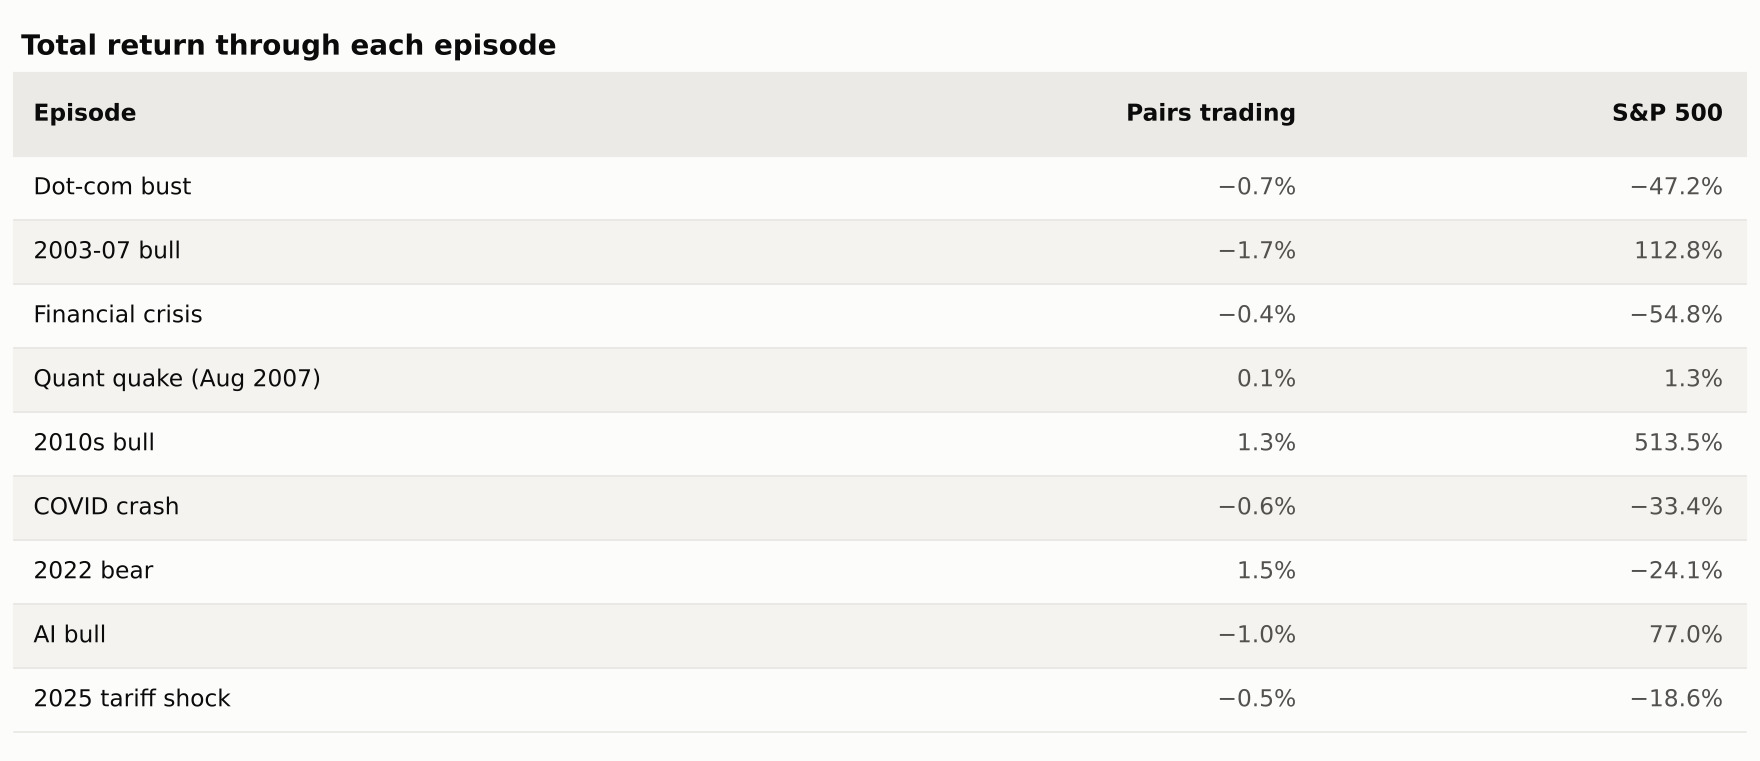 Total return through each episode
Episode Pairs trading S&P 500
Dot-com bust −0.7% −47.2%
2003-07 bull −1.7% 112.8%
Financial crisis −0.4% −54.8%
Quant quake (Aug 2007) 0.1% 1.3%
2010s bull 1.3% 513.5%
COVID crash −0.6% −33.4%
2022 bear 1.5% −24.1%
AI bull −1.0% 77.0%
2025 tariff shock −0.5% −18.6%